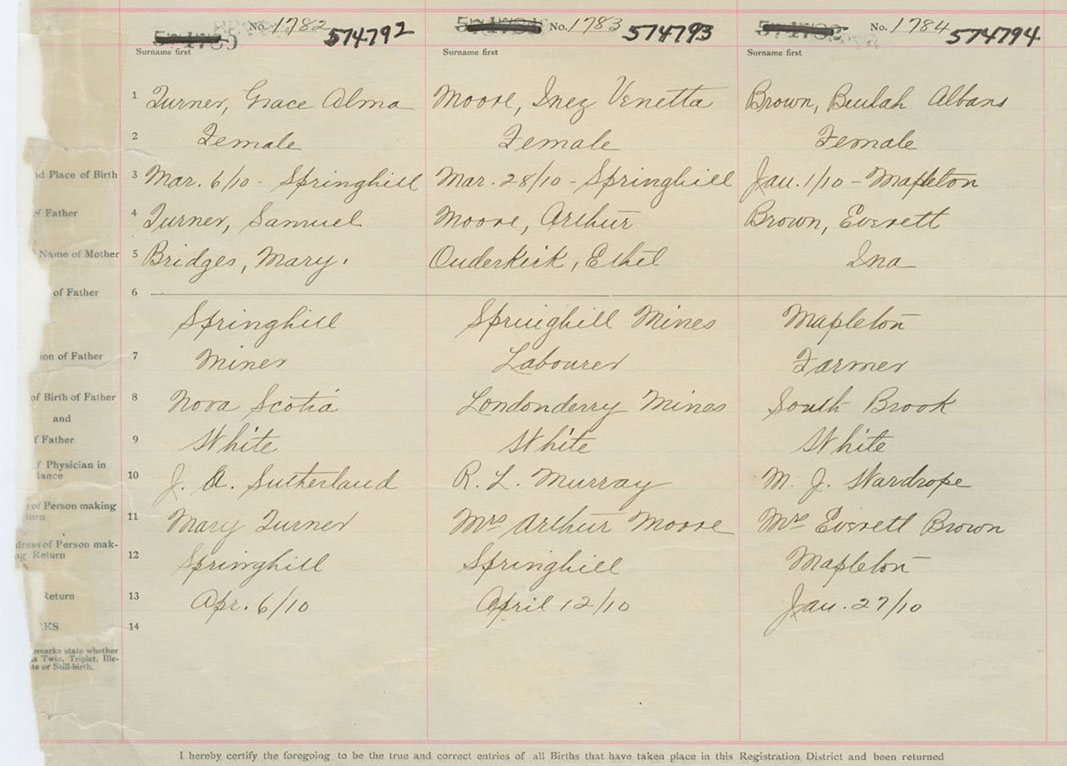 No. 1782 574792 No. 1783 574793 No. 1784 574794
Surname first Surname first Surname first
1 Turner, Grace Alma Moore, Inez Venetta Brown, Beulah Albans
2 Female Female Female
d Place of Birth 3 Mar. 6/10 - Springhill Mar. 28/10 - Springhill Jan. 1/10 - Mapleton
f Father 4 Turner, Samuel Moore, Arthur Brown, Everett
Name of Mother 5 Bridges, Mary. Ouderkirk, Ethel Ina
of Father 6
Springhill Springhill Mines Mapleton
ion of Father 7 Miner Labourer Farmer
of Birth of Father 8 Nova Scotia Londonderry Mines South Brook
and
f Father 9 White White White
f Physician in
dance 10 J. A. Sutherland R. L. Murray M. J. Wardrope
of Person making
turn 11 Mary Turner Mrs Arthur Moore Mrs Everett Brown
dress of Person mak-
ng Return 12 Springhill Springhill Mapleton
Return 13 Apr. 6/10 April 12/10 Jan. 27/10
KS 14
emarks state whether
a Twin, Triplet, Ille-
te or Still-birth.
I hereby certify the foregoing to be the true and correct entries of all Births that have taken place in this Registration District and been returned